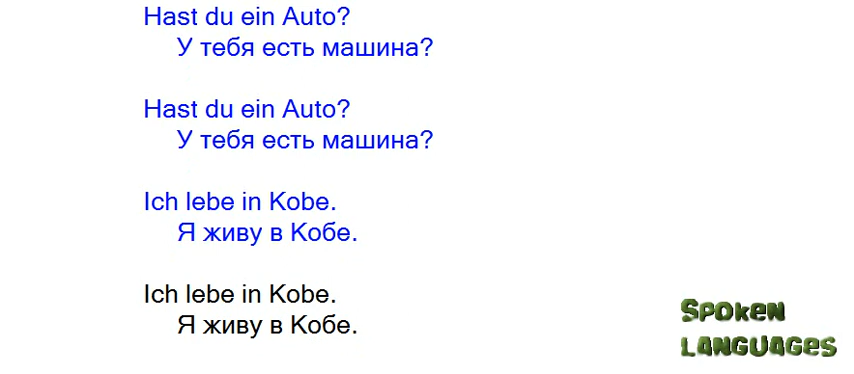 Hast du ein Auto?
У тебя есть машина?
Hast du ein Auto?
У тебя есть машина?
Ich lebe in Kobe.
Я живу в Кобе.
Ich lebe in Kobe.
Я живу в Кобе.
Spoken
Languages